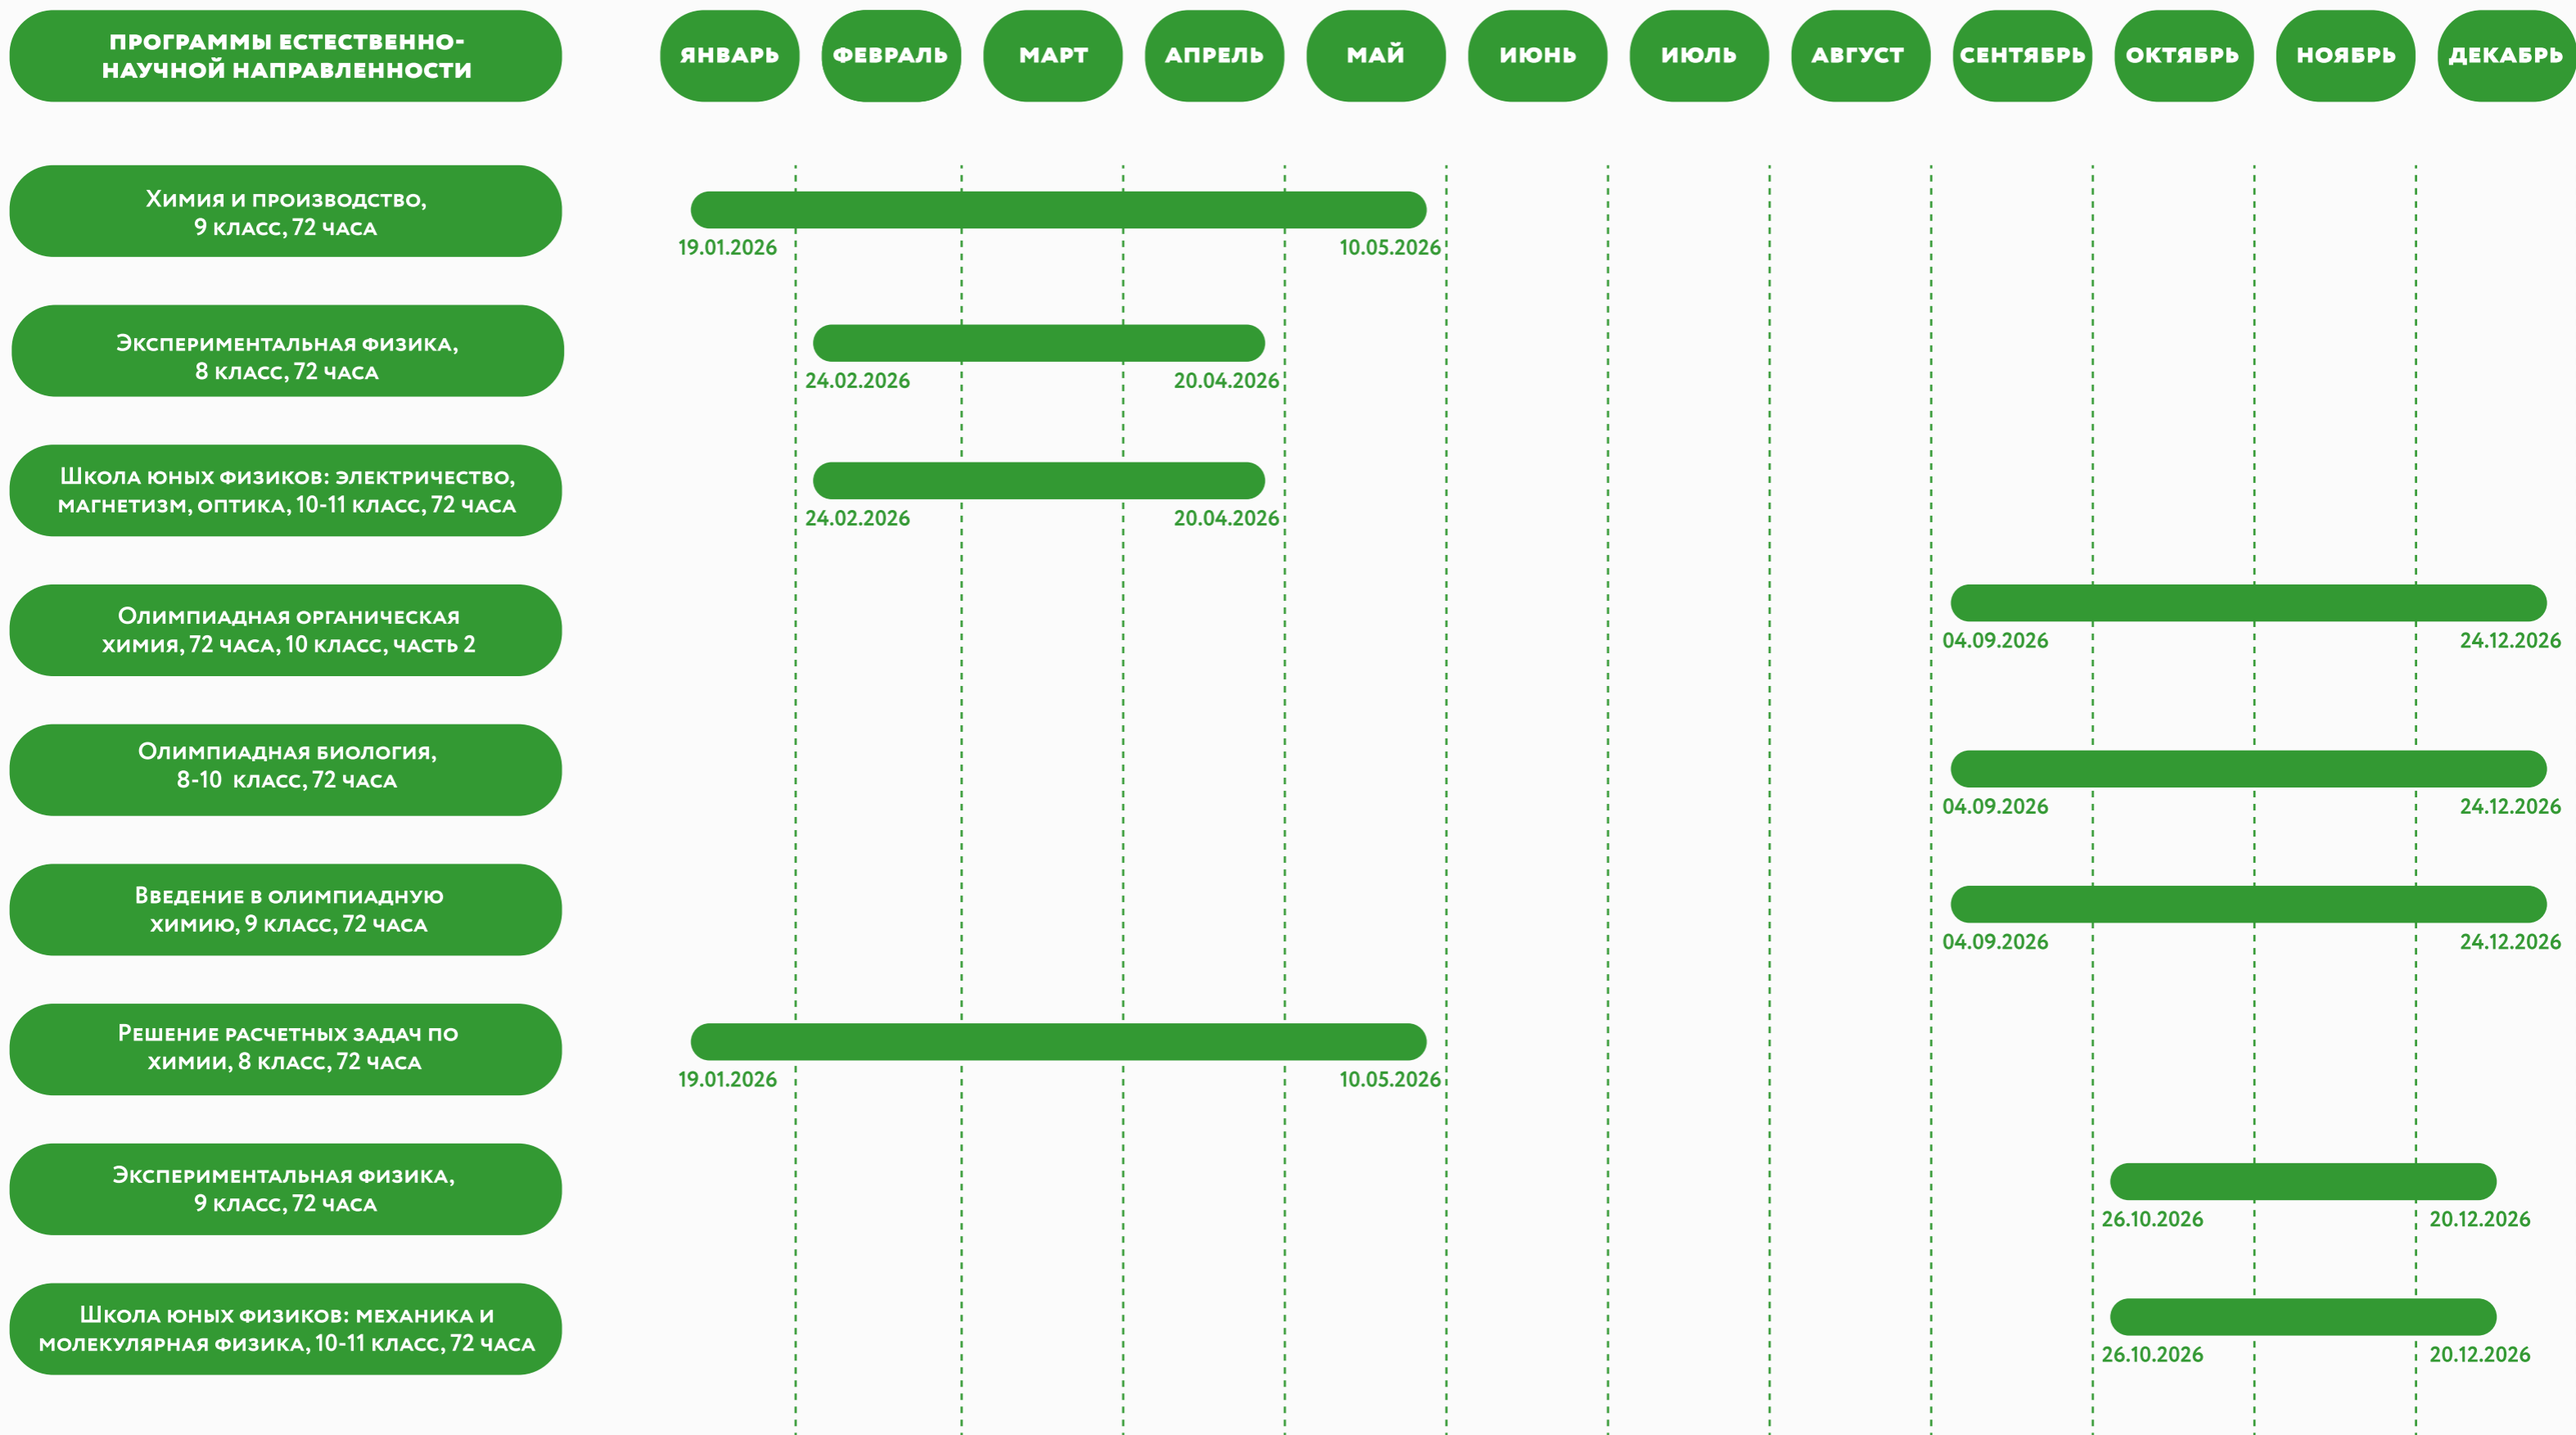 ПРОГРАММЫ ЕСТЕСТВЕННО-
НАУЧНОЙ НАПРАВЛЕННОСТИ
ЯНВАРЬ ФЕВРАЛЬ МАРТ АПРЕЛЬ МАЙ ИЮНЬ ИЮЛЬ АВГУСТ СЕНТЯБРЬ ОКТЯБРЬ НОЯБРЬ ДЕКАБРЬ
Химия и производство,
9 класс, 72 часа
19.01.2026 10.05.2026
Экспериментальная физика,
8 класс, 72 часа
24.02.2026 20.04.2026
Школа юных физиков: электричество,
магнетизм, оптика, 10-11 класс, 72 часа
24.02.2026 20.04.2026
Олимпиадная органическая
химия, 72 часа, 10 класс, часть 2
04.09.2026 24.12.2026
Олимпиадная биология,
8-10 класс, 72 часа
04.09.2026 24.12.2026
Введение в олимпиадную
химию, 9 класс, 72 часа
04.09.2026 24.12.2026
Решение расчетных задач по
химии, 8 класс, 72 часа
19.01.2026 10.05.2026
Экспериментальная физика,
9 класс, 72 часа
26.10.2026 20.12.2026
Школа юных физиков: механика и
молекулярная физика, 10-11 класс, 72 часа
26.10.2026 20.12.2026